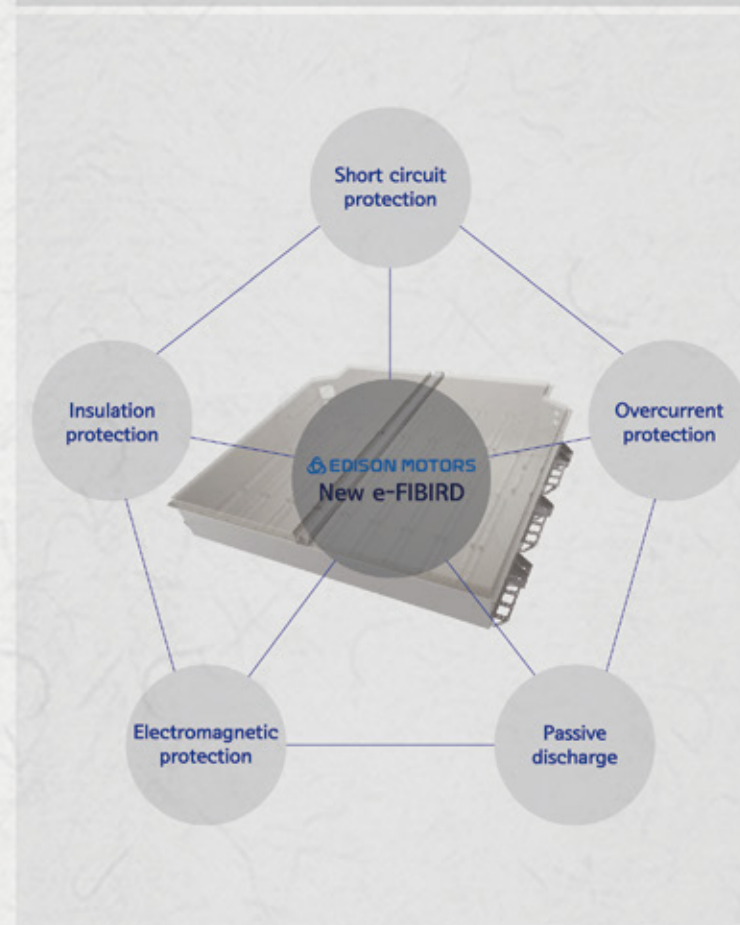 Short circuit
protection
Insulation
protection
Overcurrent
protection
EDISON MOTORS
New e-FIBIRD
Electromagnetic
protection
Passive
discharge